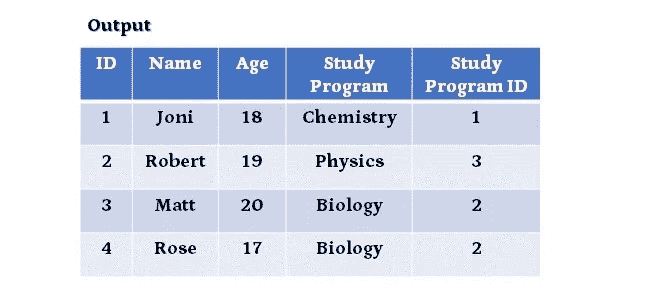 Output
ID Name Age Study Program Study Program ID
1 Joni 18 Chemistry 1
2 Robert 19 Physics 3
3 Matt 20 Biology 2
4 Rose 17 Biology 2